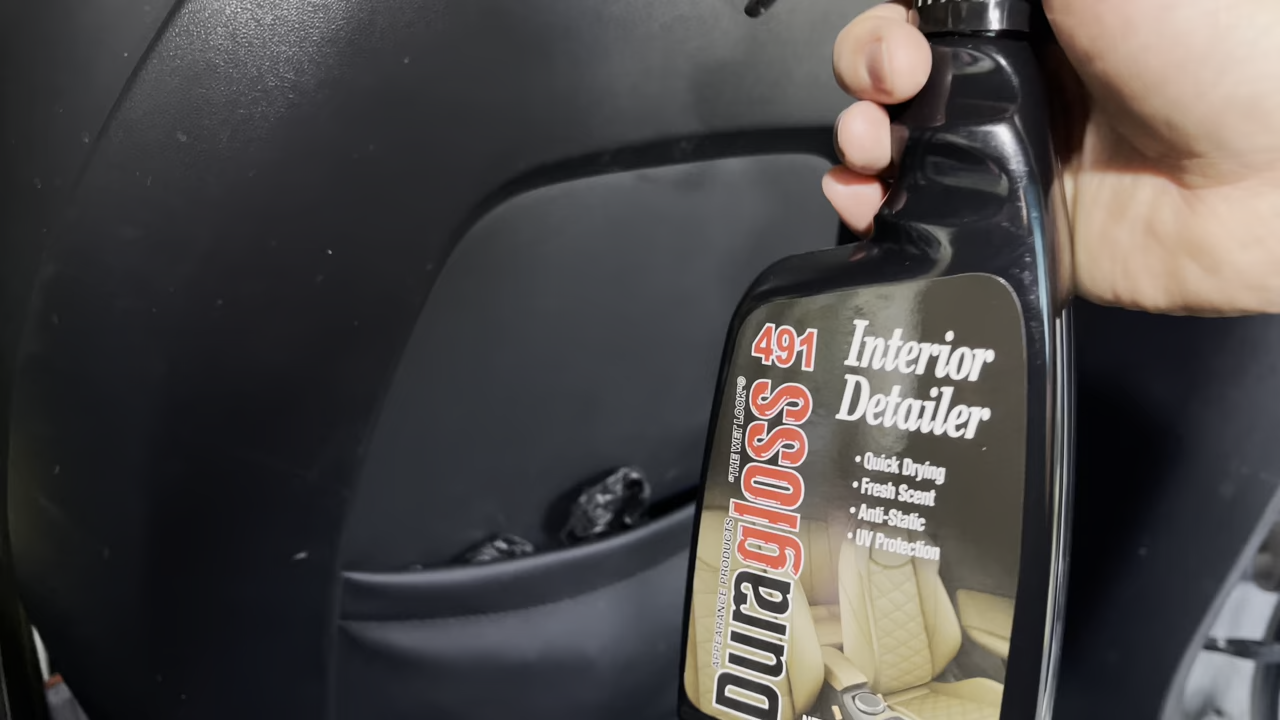 491
Duragloss
"THE WET LOOK"®
APPEARANCE PRODUCTS
Interior
Detailer
• Quick Drying
• Fresh Scent
• Anti-Static
• UV Protection